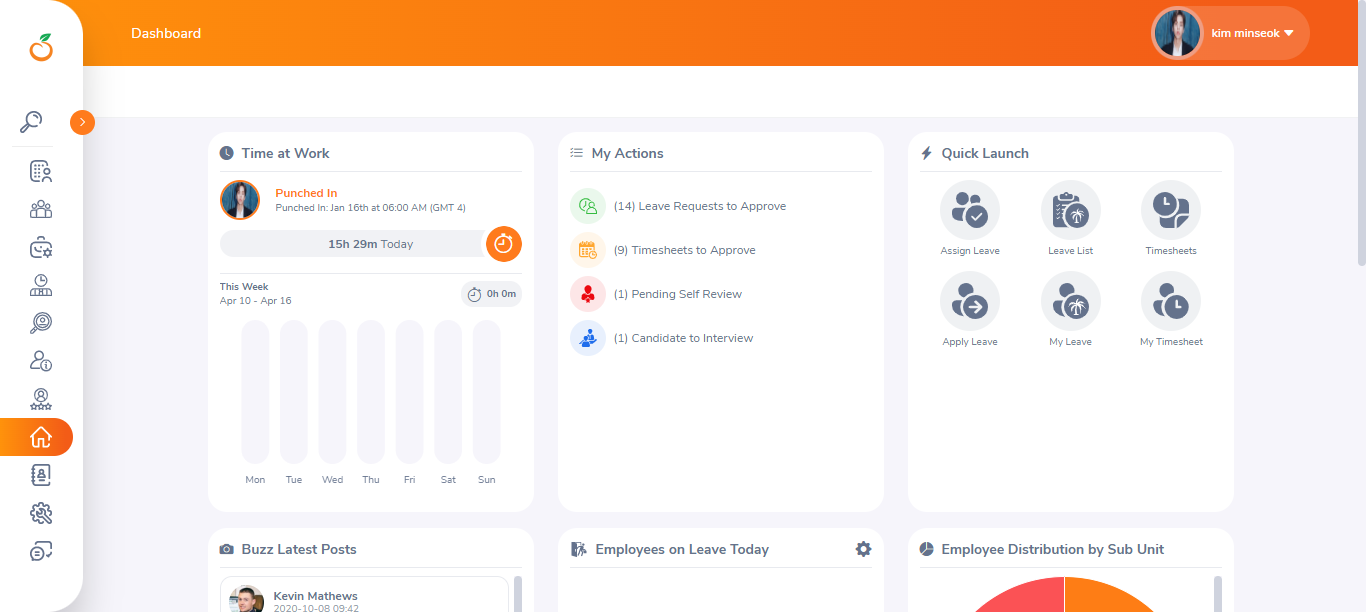 Dashboard
kim minseok
Time at Work
Punched In
Punched In: Jan 16th at 06:00 AM (GMT 4)
15h 29m Today
This Week
Apr 10 - Apr 16
0h 0m
Mon Tue Wed Thu Fri Sat Sun
My Actions
(14) Leave Requests to Approve
(9) Timesheets to Approve
(1) Pending Self Review
(1) Candidate to Interview
Quick Launch
Assign Leave Leave List Timesheets
Apply Leave My Leave My Timesheet
Buzz Latest Posts
Kevin Mathews
2020-10-08 09:42
Employees on Leave Today
Employee Distribution by Sub Unit